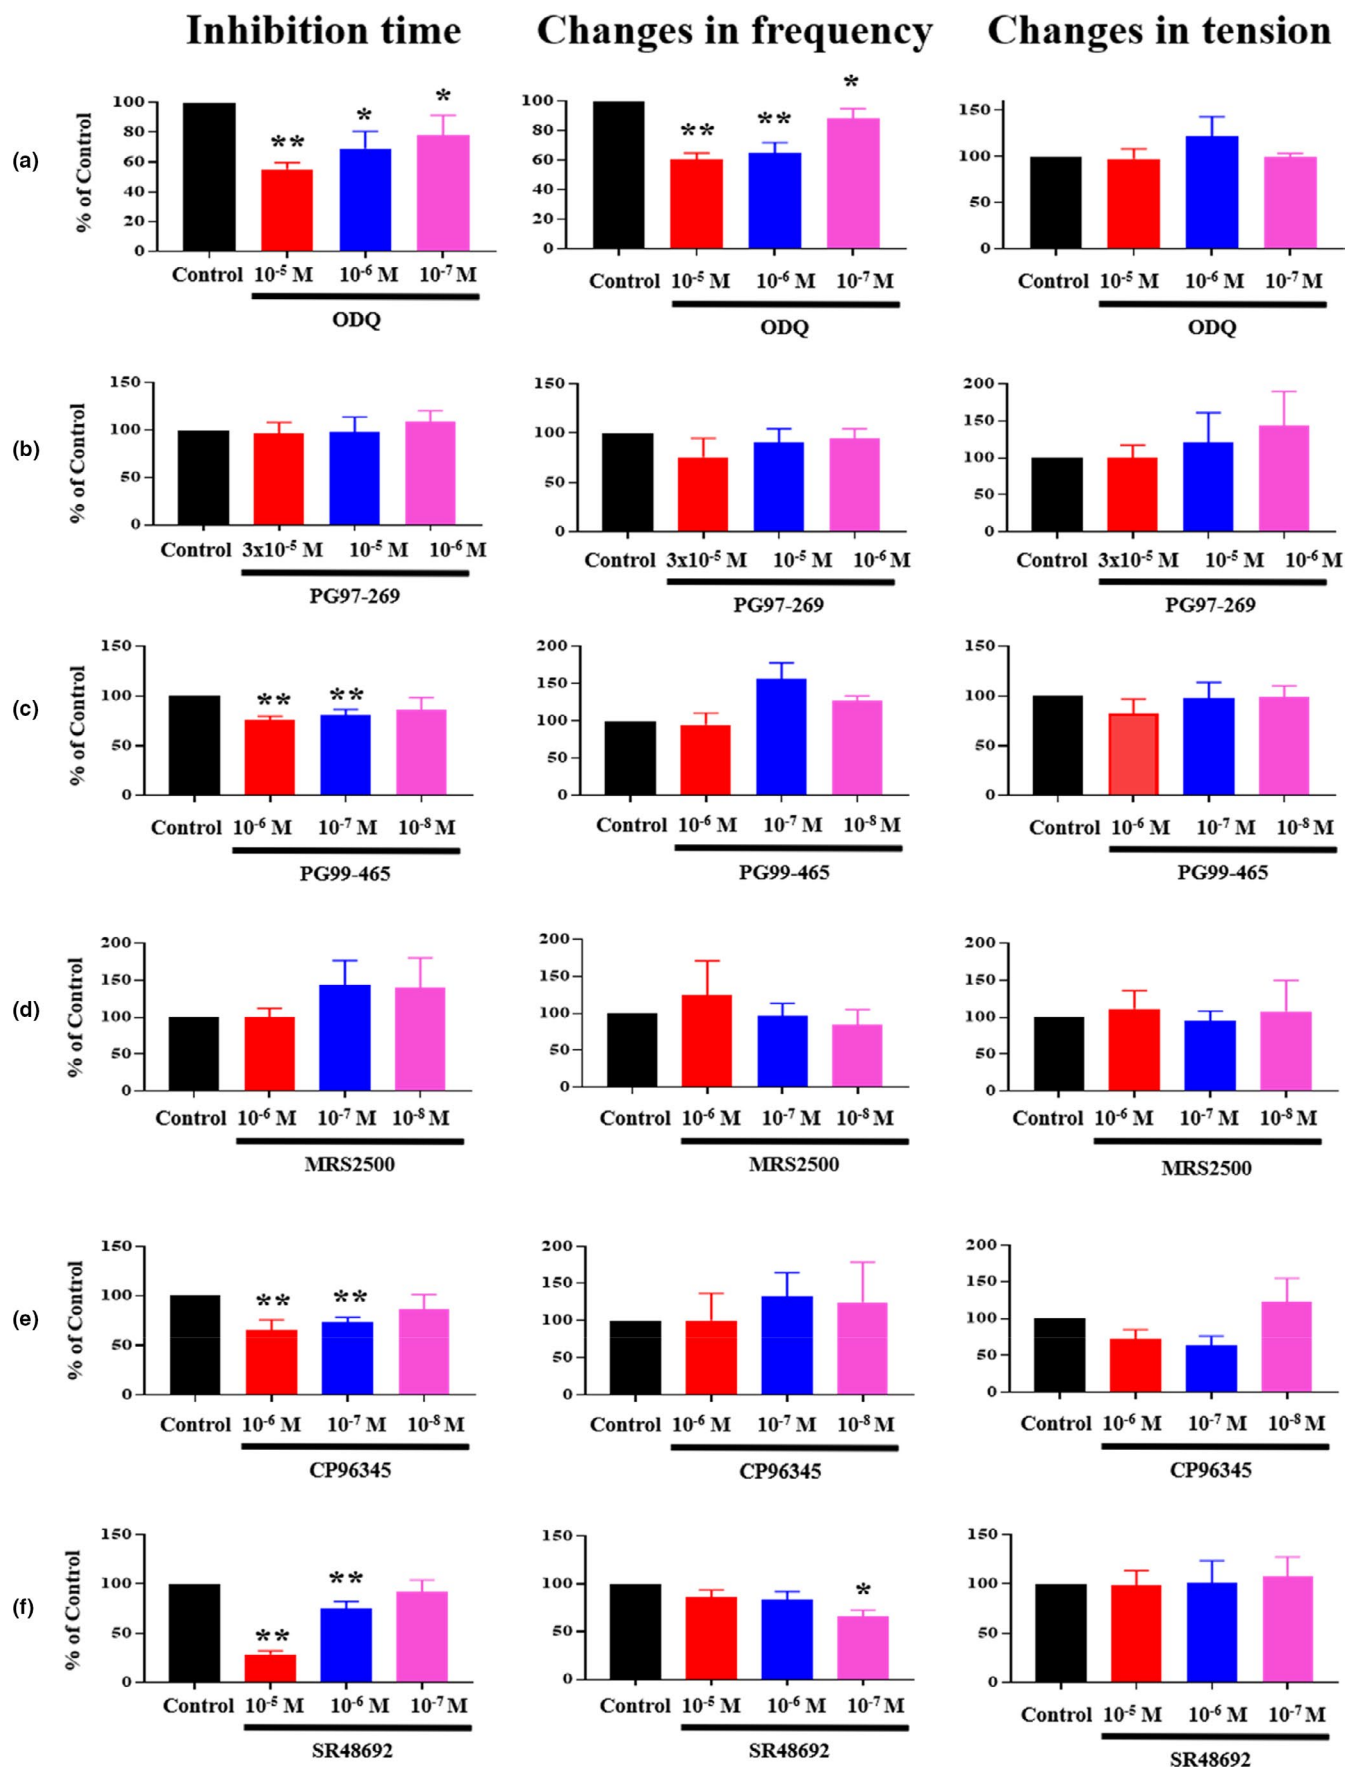 Inhibition time Changes in frequency Changes in tension
(a)
% of Control
100
80
60
40
20
0
** * *
Control 10-5 M 10-6 M 10-7 M
ODQ
100
80
60
40
20
0
** ** *
Control 10-5 M 10-6 M 10-7 M
ODQ
150
100
50
0
Control 10-5 M 10-6 M 10-7 M
ODQ
(b)
% of Control
150
100
50
0
Control 3x10-5 M 10-5 M 10-6 M
PG97-269
150
100
50
0
Control 3x10-5 M 10-5 M 10-6 M
PG97-269
200
150
100
50
0
Control 3x10-5 M 10-5 M 10-6 M
PG97-269
(c)
% of Control
150
100
50
0
** **
Control 10-6 M 10-7 M 10-8 M
PG99-465
200
150
100
50
0
Control 10-6 M 10-7 M 10-8 M
PG99-465
150
100
50
0
Control 10-6 M 10-7 M 10-8 M
PG99-465
(d)
% of Control
200
150
100
50
0
Control 10-6 M 10-7 M 10-8 M
MRS2500
200
150
100
50
0
Control 10-6 M 10-7 M 10-8 M
MRS2500
200
150
100
50
0
Control 10-6 M 10-7 M 10-8 M
MRS2500
(e)
% of Control
150
100
50
0
** **
Control 10-6 M 10-7 M 10-8 M
CP96345
200
150
100
50
0
Control 10-6 M 10-7 M 10-8 M
CP96345
200
150
100
50
0
Control 10-6 M 10-7 M 10-8 M
CP96345
(f)
% of Control
150
100
50
0
** **
Control 10-5 M 10-6 M 10-7 M
SR48692
150
100
50
0
*
Control 10-5 M 10-6 M 10-7 M
SR48692
150
100
50
0
Control 10-5 M 10-6 M 10-7 M
SR48692